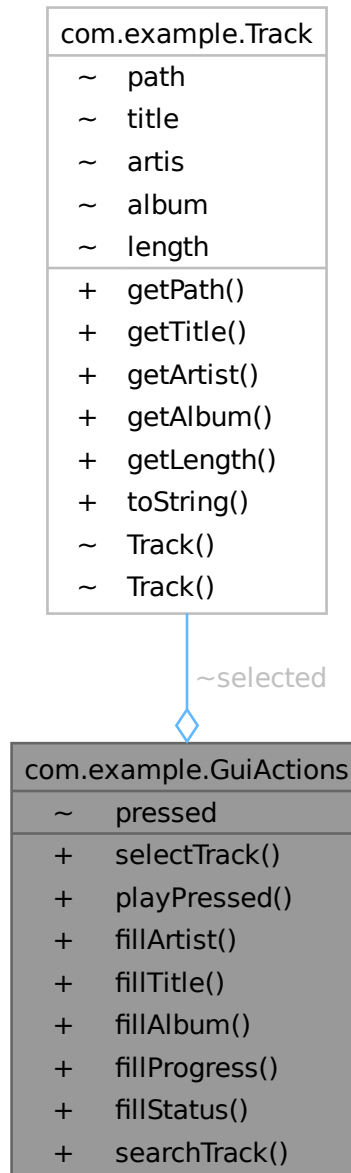 com.example.Track
~ path
~ title
~ artis
~ album
~ length
+ getPath()
+ getTitle()
+ getArtist()
+ getAlbum()
+ getLength()
+ toString()
~ Track()
~ Track()
~selected
com.example.GuiActions
~ pressed
+ selectTrack()
+ playPressed()
+ fillArtist()
+ fillTitle()
+ fillAlbum()
+ fillProgress()
+ fillStatus()
+ searchTrack()